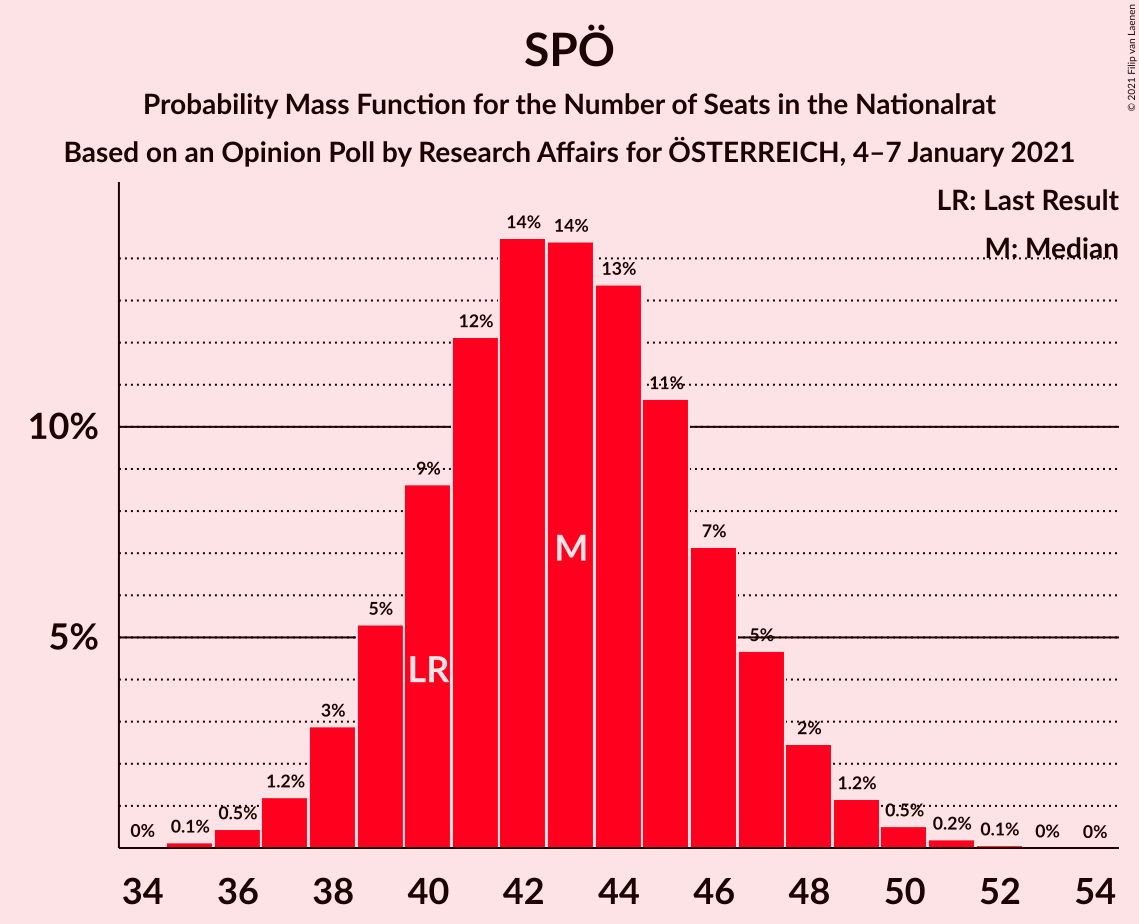 SPÖ
Probability Mass Function for the Number of Seats in the Nationalrat
Based on an Opinion Poll by Research Affairs for ÖSTERREICH, 4–7 January 2021
© 2021 Filip van Laenen
LR: Last Result
M: Median
10%
5%
0%
0.1%
0.5%
1.2%
3%
5%
9%
12%
14%
14%
13%
11%
7%
5%
2%
1.2%
0.5%
0.2%
0.1%
0%
0%
LR
M
34 36 38 40 42 44 46 48 50 52 54